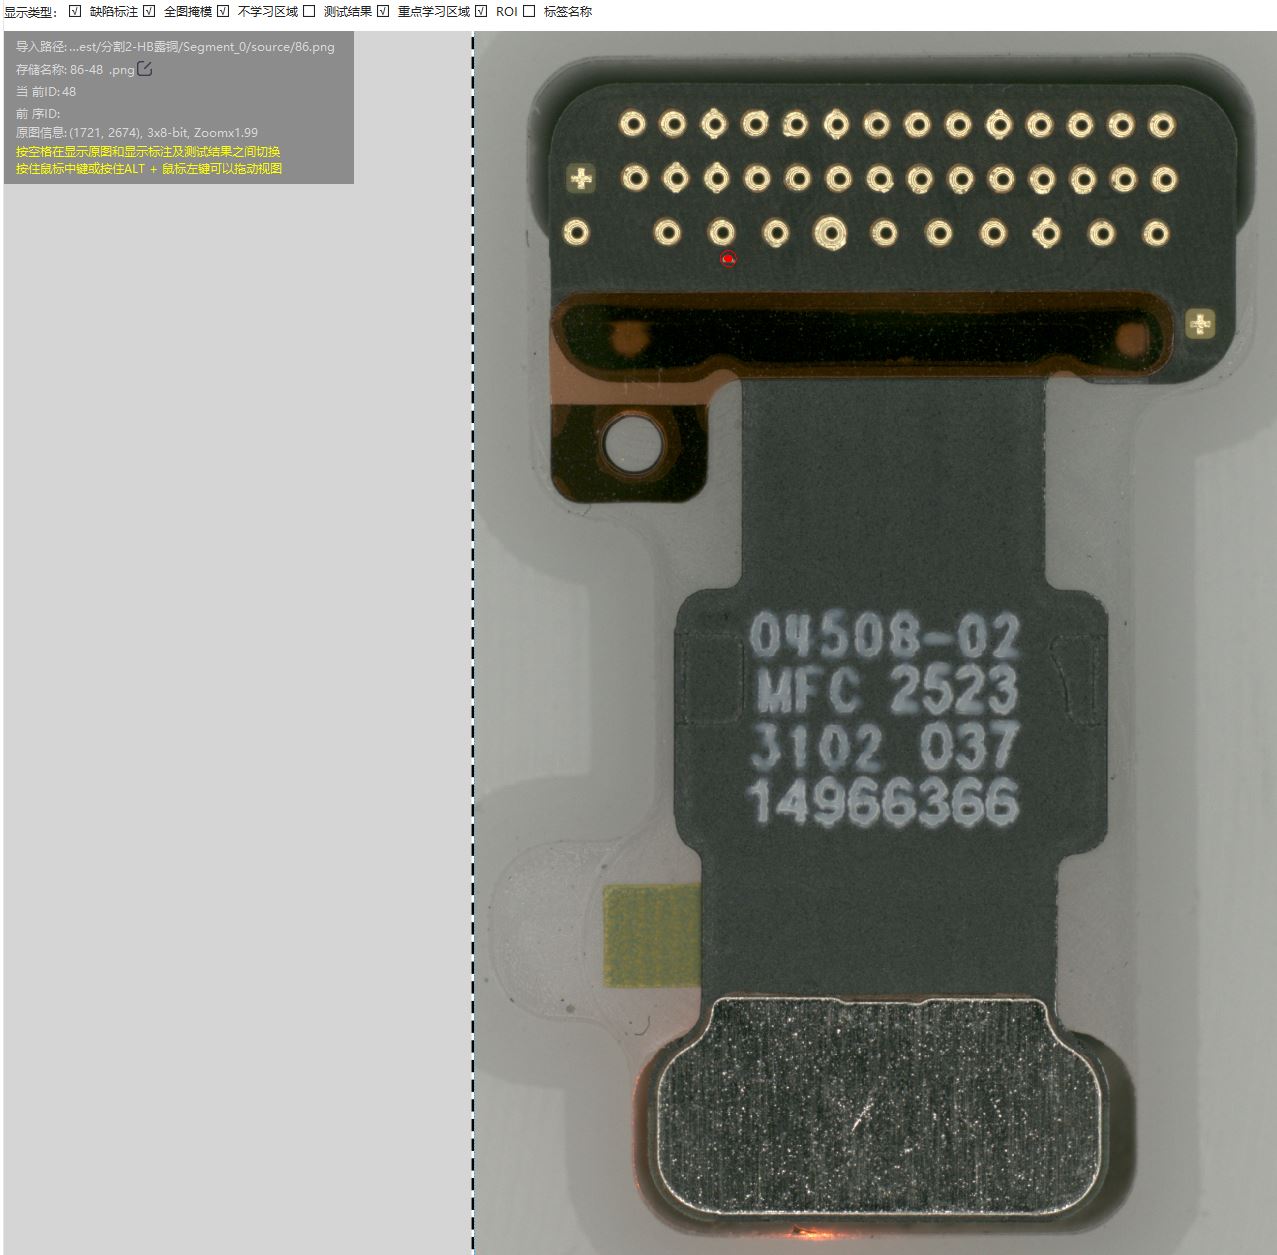 显示类型: 缺陷标注 全图掩模 不学习区域 测试结果 重点学习区域 ROI 标签名称
导入路径: ...est/分割2-HB露铜/Segment_0/source/86.png
存储名称: 86-48 .png
当 前ID: 48
前 序ID:
原图信息: (1721, 2674), 3x8-bit, Zoomx1.99
按空格在显示原图和显示标注及测试结果之间切换
按住鼠标中键或按住ALT + 鼠标左键可以拖动视图
04508-02
MFC 2523
3102 037
14966366